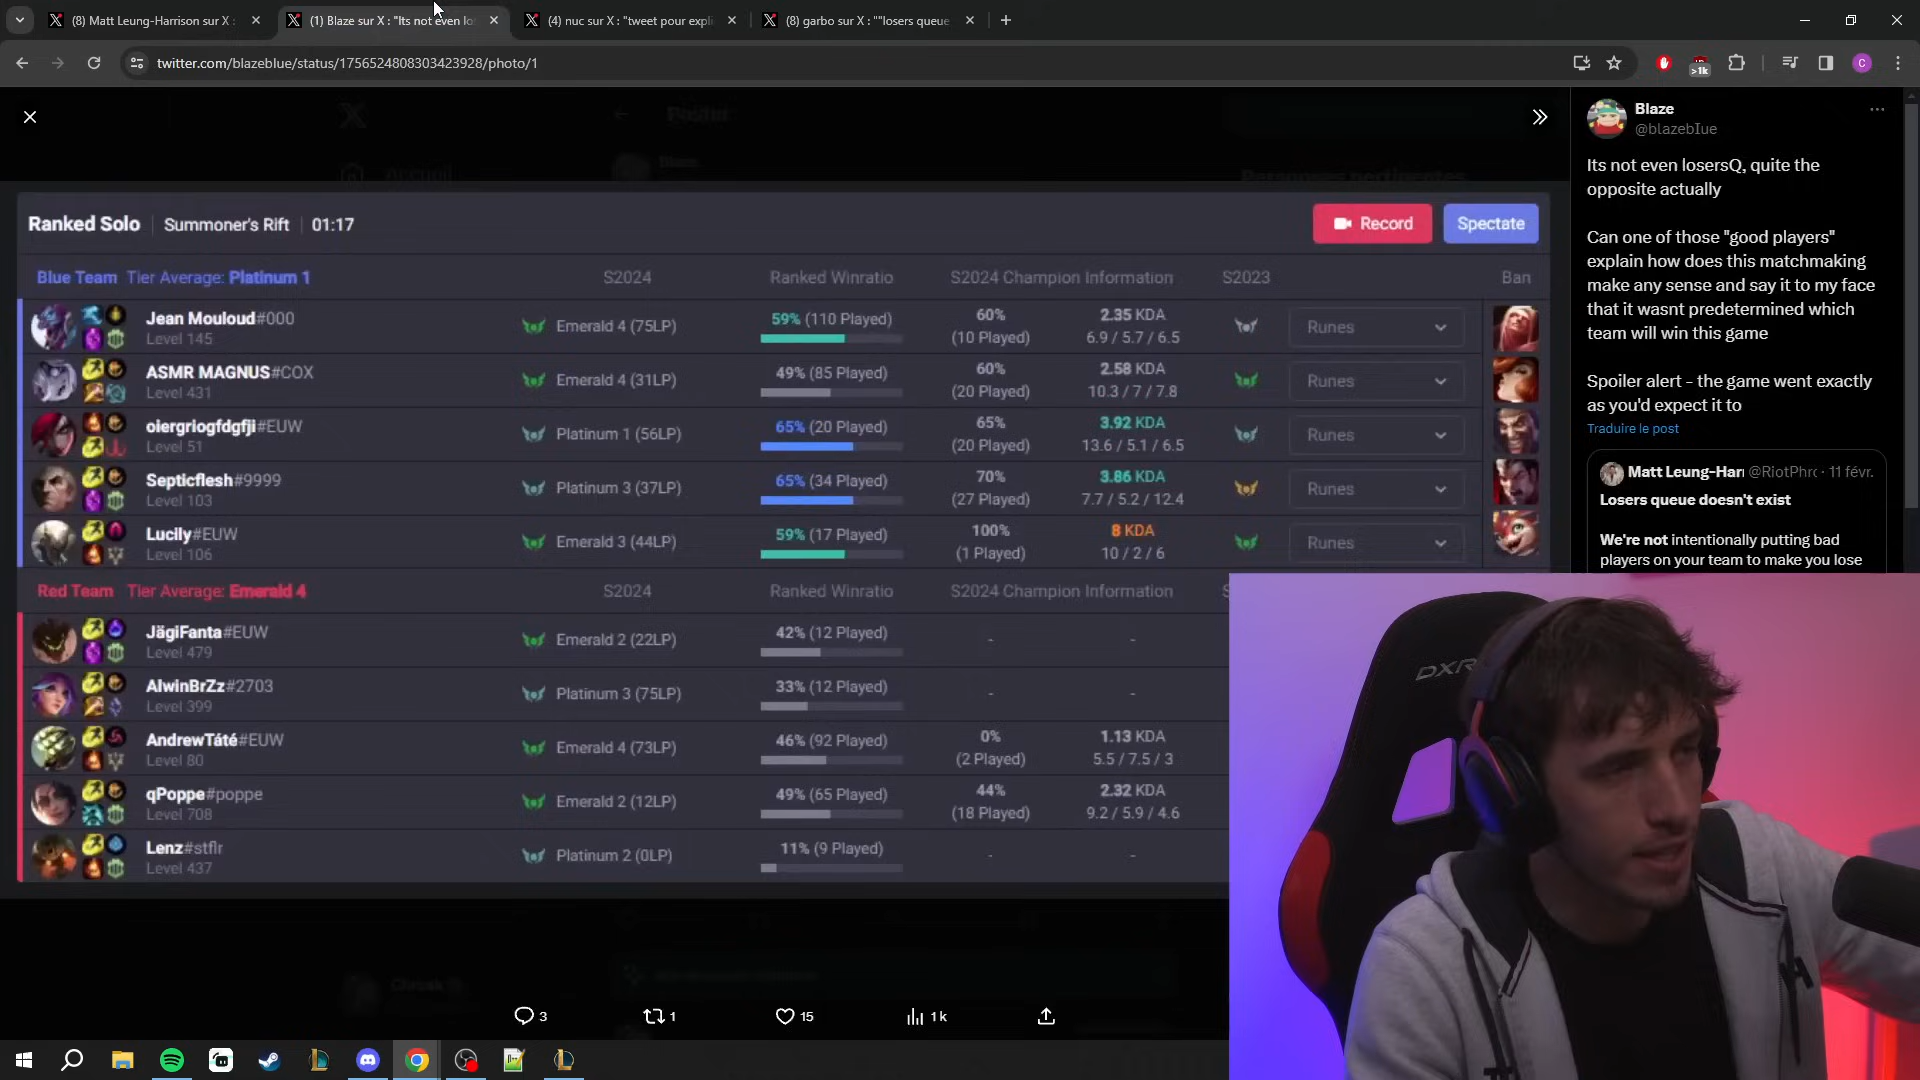 (8) Matt Leung-Harrison sur X :
(1) Blaze sur X : "Its not even lo
(4) nuc sur X : "tweet pour expli
(8) garbo sur X : ""losers queue
twitter.com/blazeblue/status/1756524808303423928/photo/1
>1k
C
Ranked Solo
Summoner's Rift
01:17
Record
Spectate
Blue Team Tier Average: Platinum 1
S2024
Ranked Winratio
S2024 Champion Information
S2023
Ban
Jean Mouloud#000
Level 145
Emerald 4 (75LP)
59% (110 Played)
60%
(10 Played)
2.35 KDA
6.9 / 5.7 / 6.5
Runes
ASMR MAGNUS#COX
Level 431
Emerald 4 (31LP)
49% (85 Played)
60%
(20 Played)
2.58 KDA
10.3 / 7 / 7.8
Runes
oiergriogfdgfji#EUW
Level 51
Platinum 1 (56LP)
65% (20 Played)
65%
(20 Played)
3.92 KDA
13.6 / 5.1 / 6.5
Runes
Septicflesh#9999
Level 103
Platinum 3 (37LP)
65% (34 Played)
70%
(27 Played)
3.86 KDA
7.7 / 5.2 / 12.4
Runes
Lucily#EUW
Level 106
Emerald 3 (44LP)
59% (17 Played)
100%
(1 Played)
8 KDA
10 / 2 / 6
Runes
Red Team Tier Average: Emerald 4
S2024
Ranked Winratio
S2024 Champion Information
JägiFanta#EUW
Level 479
Emerald 2 (22LP)
42% (12 Played)
-
-
AlwinBrZz#2703
Level 399
Platinum 3 (75LP)
33% (12 Played)
-
-
AndrewTáté#EUW
Level 80
Emerald 4 (73LP)
46% (92 Played)
0%
(2 Played)
1.13 KDA
5.5 / 7.5 / 3
qPoppe#poppe
Level 708
Emerald 2 (12LP)
49% (65 Played)
44%
(18 Played)
2.32 KDA
9.2 / 5.9 / 4.6
Lenz#stflr
Level 437
Platinum 2 (0LP)
11% (9 Played)
-
-
3
1
15
1 k
Blaze
@blazebIue
Its not even losersQ, quite the
opposite actually
Can one of those "good players"
explain how does this matchmaking
make any sense and say it to my face
that it wasnt predetermined which
team will win this game
Spoiler alert - the game went exactly
as you'd expect it to
Traduire le post
Matt Leung-Harr @RiotPhro · 11 févr.
Losers queue doesn't exist
We're not intentionally putting bad
players on your team to make you lose
DXR